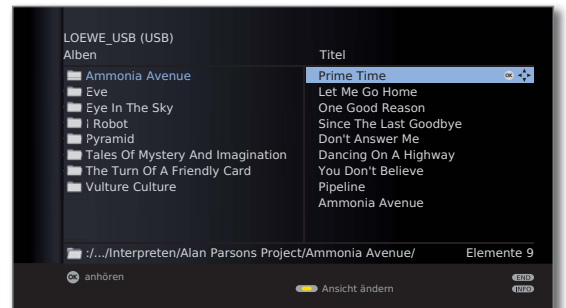 LOEWE_USB (USB)
Alben Titel
Ammonia Avenue Prime Time OK
Eve Let Me Go Home
Eye In The Sky One Good Reason
I Robot Since The Last Goodbye
Pyramid Don't Answer Me
Tales Of Mystery And Imagination Dancing On A Highway
The Turn Of A Friendly Card You Don't Believe
Vulture Culture Pipeline
Ammonia Avenue
:/.../Interpreten/Alan Parsons Project/Ammonia Avenue/ Elemente 9
OK anhören END
Ansicht ändern INFO